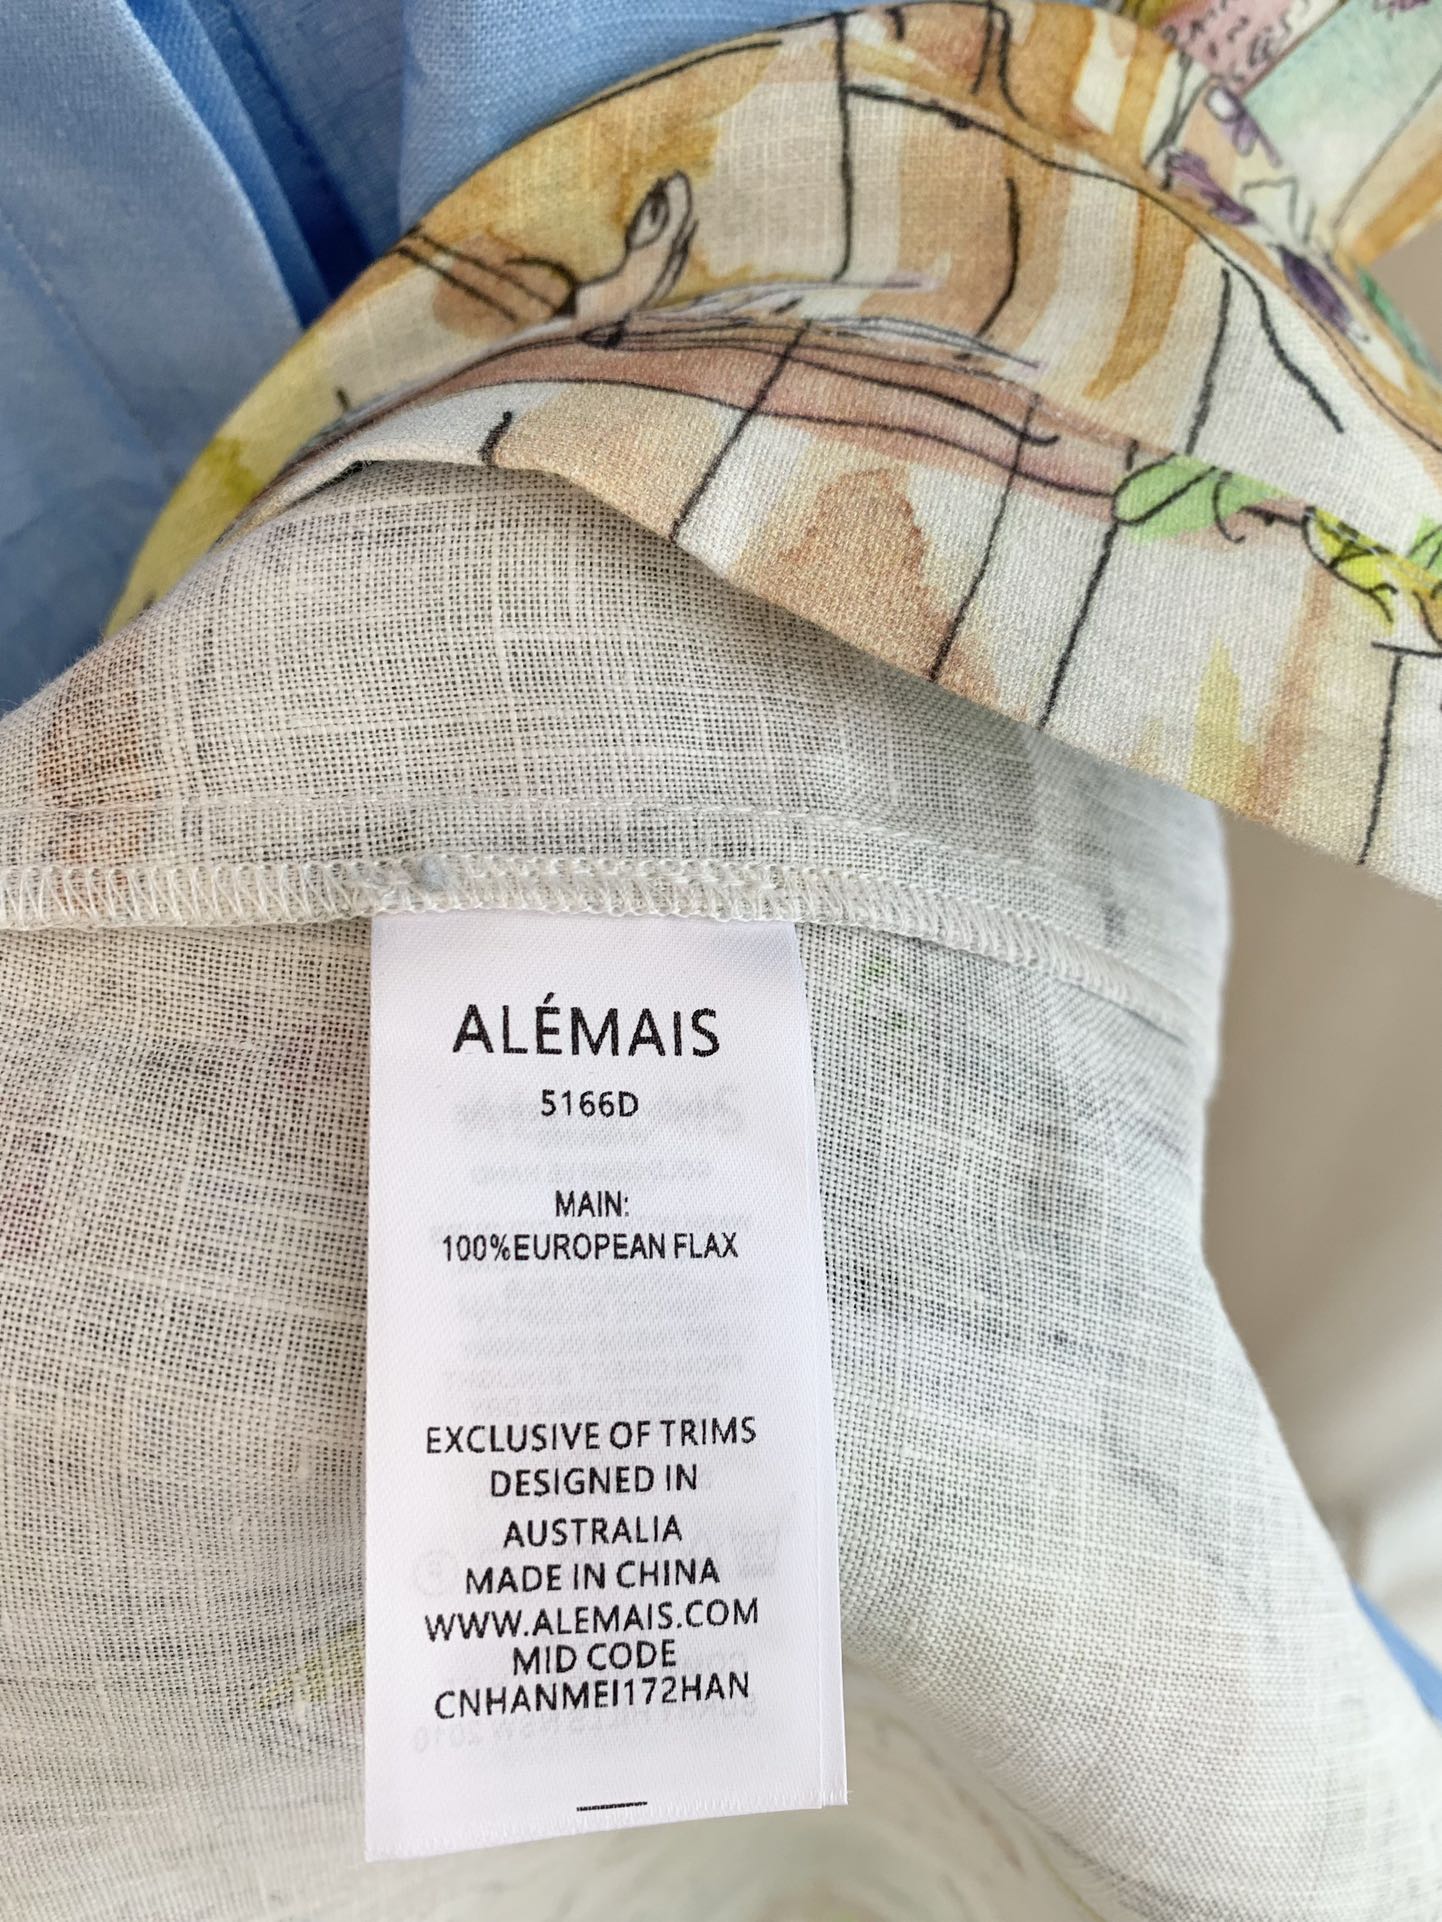 ALÉMAIS
5166D
MAIN:
100%EUROPEAN FLAX
EXCLUSIVE OF TRIMS
DESIGNED IN
AUSTRALIA
MADE IN CHINA
WWW.ALEMAIS.COM
MID CODE
CNHANMEI172HAN